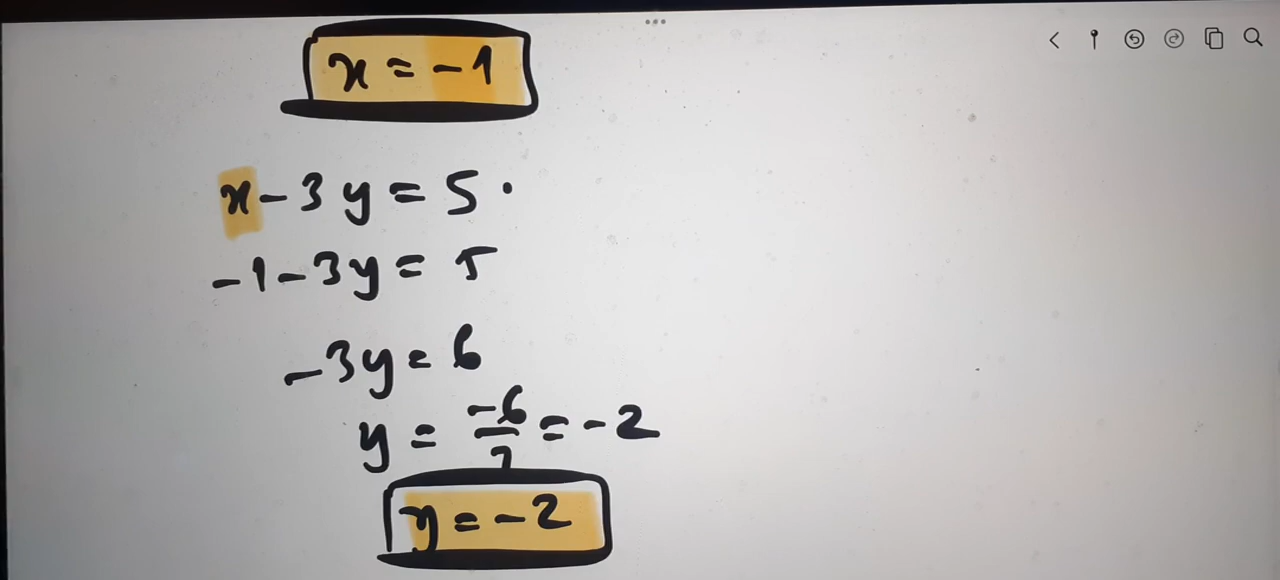 x = -1
x - 3y = 5.
-1 - 3y = 5
-3y = 6
y = -6/3 = -2
y = -2